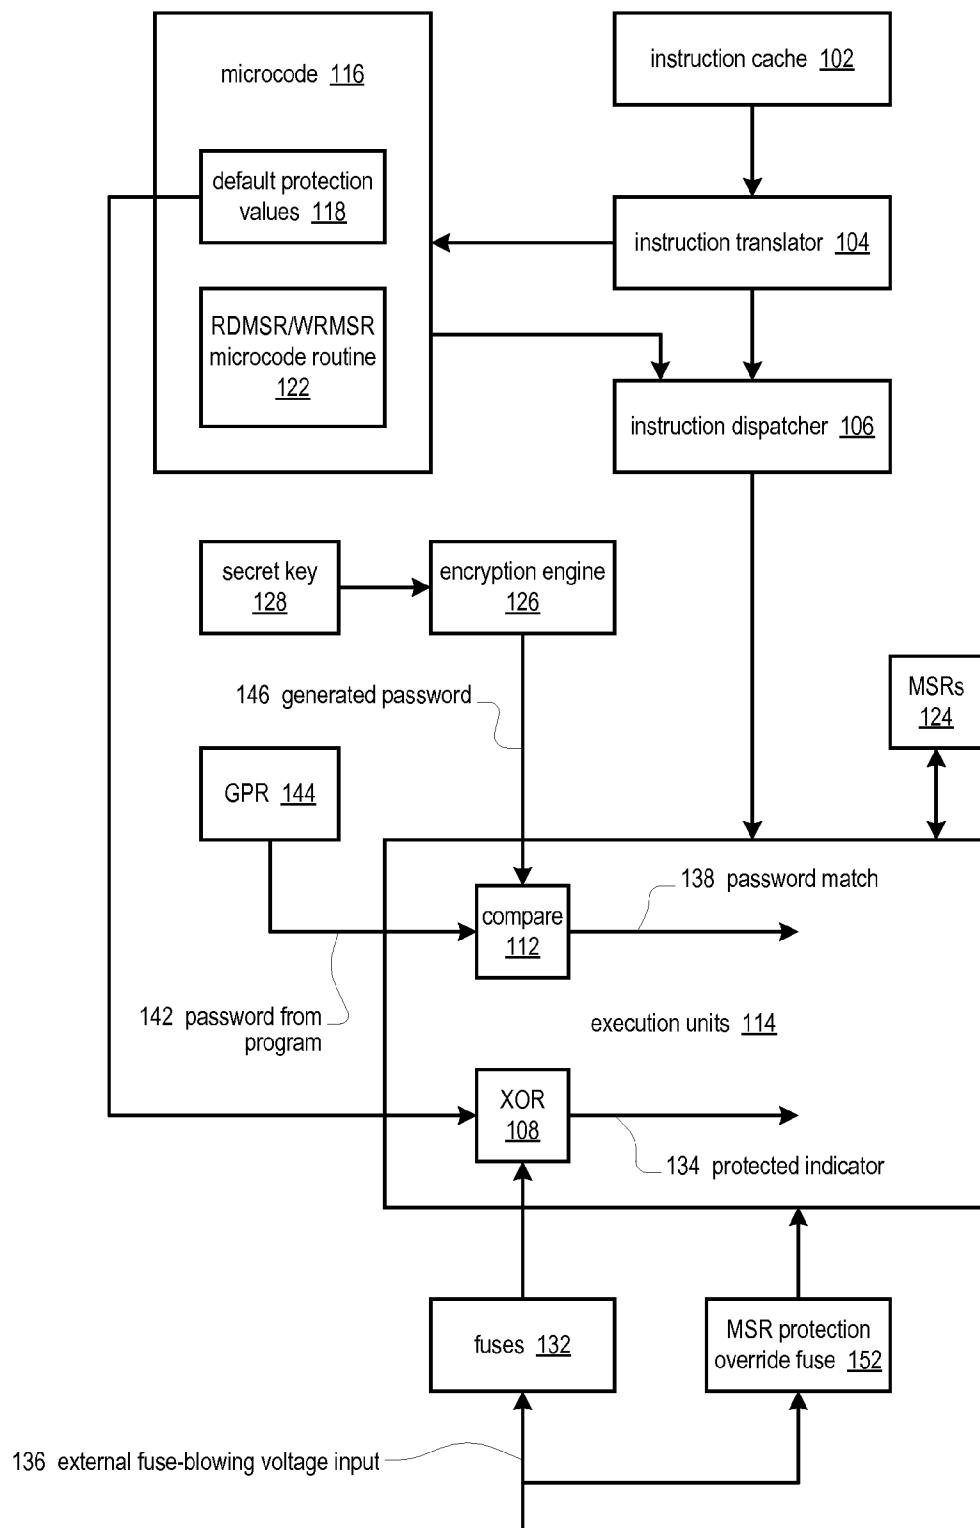 microcode 116
instruction cache 102
default protection
values 118
instruction translator 104
RDMSR/WRMSR
microcode routine
122
instruction dispatcher 106
secret key
128
encryption engine
126
146 generated password
MSRs
124
GPR 144
138 password match
compare
112
142 password from
program
execution units 114
XOR
108
134 protected indicator
fuses 132
MSR protection
override fuse 152
136 external fuse-blowing voltage input